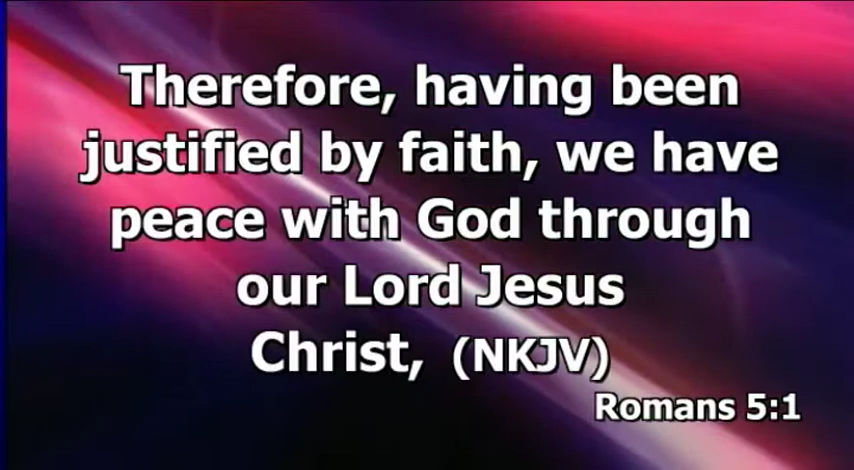 Therefore, having been
justified by faith, we have
peace with God through
our Lord Jesus
Christ, (NKJV)
Romans 5:1